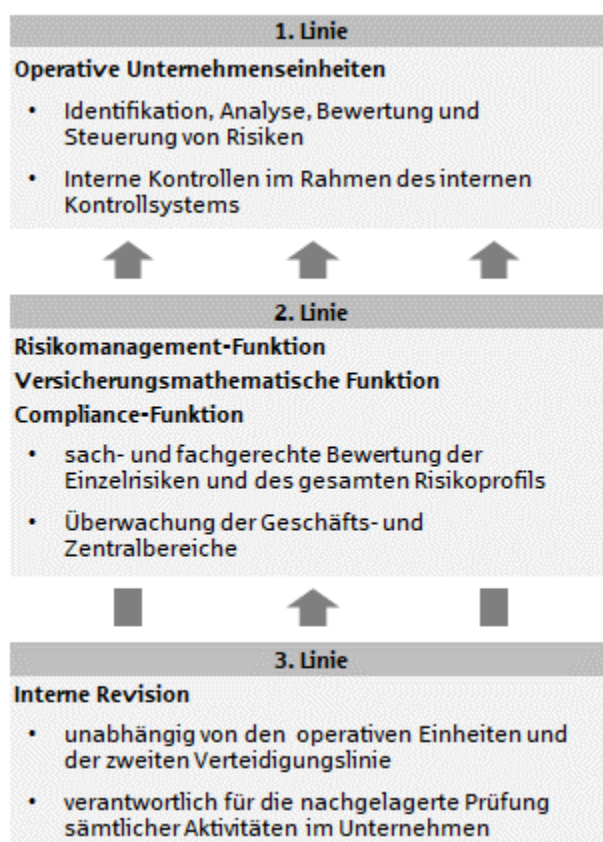 1. Linie
Operative Unternehmenseinheiten
• Identifikation, Analyse, Bewertung und
Steuerung von Risiken
• Interne Kontrollen im Rahmen des internen
Kontrollsystems
2. Linie
Risikomanagement-Funktion
Versicherungsmathematische Funktion
Compliance-Funktion
• sach- und fachgerechte Bewertung der
Einzelrisiken und des gesamten Risikoprofils
• Überwachung der Geschäfts- und
Zentralbereiche
3. Linie
Interne Revision
• unabhängig von den operativen Einheiten und
der zweiten Verteidigungslinie
• verantwortlich für die nachgelagerte Prüfung
sämtlicher Aktivitäten im Unternehmen